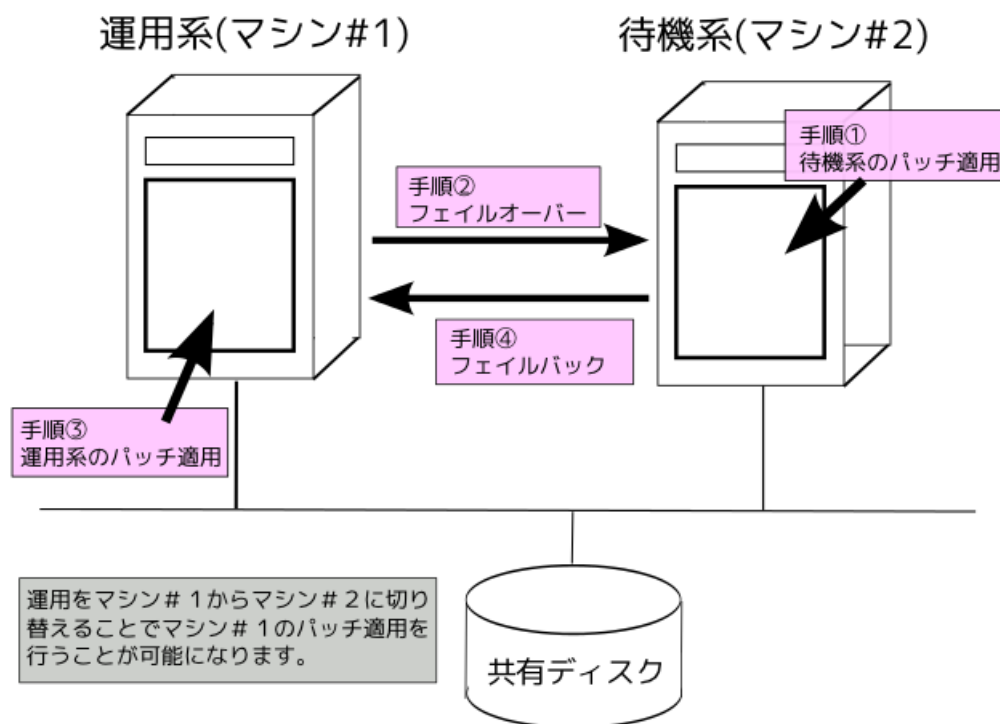 運用系(マシン#1)
待機系(マシン#2)
手順①
待機系のパッチ適用
手順②
フェイルオーバー
手順④
フェイルバック
手順③
運用系のパッチ適用
運用をマシン＃１からマシン＃２に切り
替えることでマシン＃１のパッチ適用を
行うことが可能になります。
共有ディスク